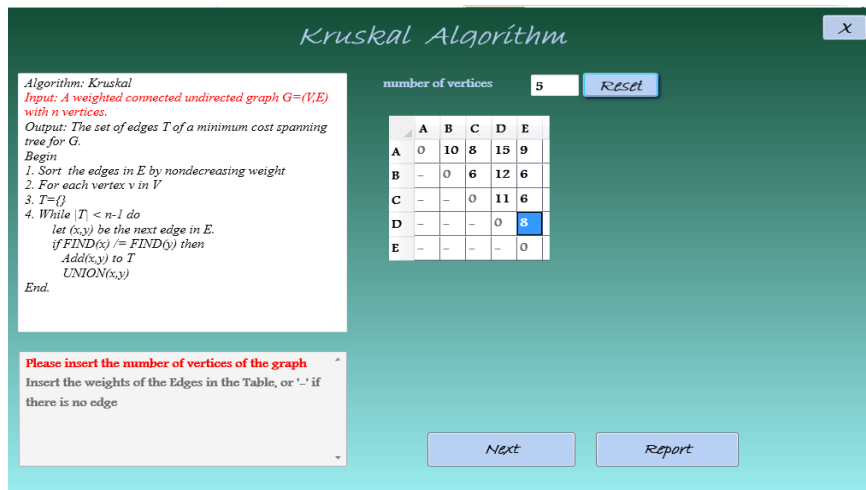 Kruskal Algorithm
X
Algorithm: Kruskal
Input: A weighted connected undirected graph G=(V,E)
with n vertices.
Output: The set of edges T of a minimum cost spanning
tree for G.
Begin
1. Sort the edges in E by nondecreasing weight
2. For each vertex v in V
3. T={}
4. While |T| < n-1 do
let (x,y) be the next edge in E.
if FIND(x) /= FIND(y) then
Add(x,y) to T
UNION(x,y)
End.
Please insert the number of vertices of the graph
Insert the weights of the Edges in the Table, or '-' if
there is no edge
number of vertices 5 Reset
A B C D E
A 0 10 8 15 9
B - 0 6 12 6
C - - 0 11 6
D - - - 0 8
E - - - - 0
Next Report